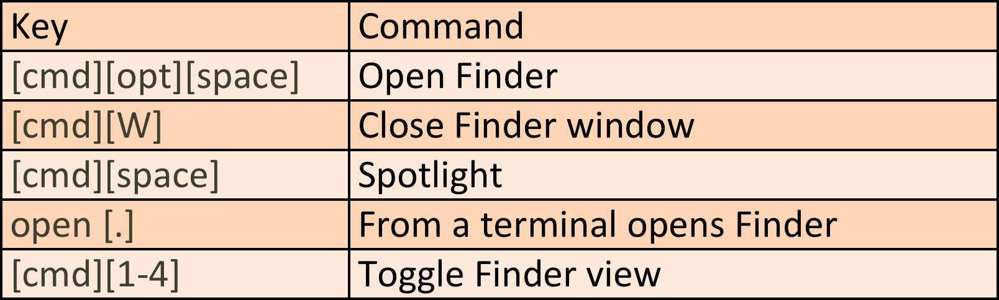 Key Command
[cmd][opt][space] Open Finder
[cmd][W] Close Finder window
[cmd][space] Spotlight
open [.] From a terminal opens Finder
[cmd][1-4] Toggle Finder view